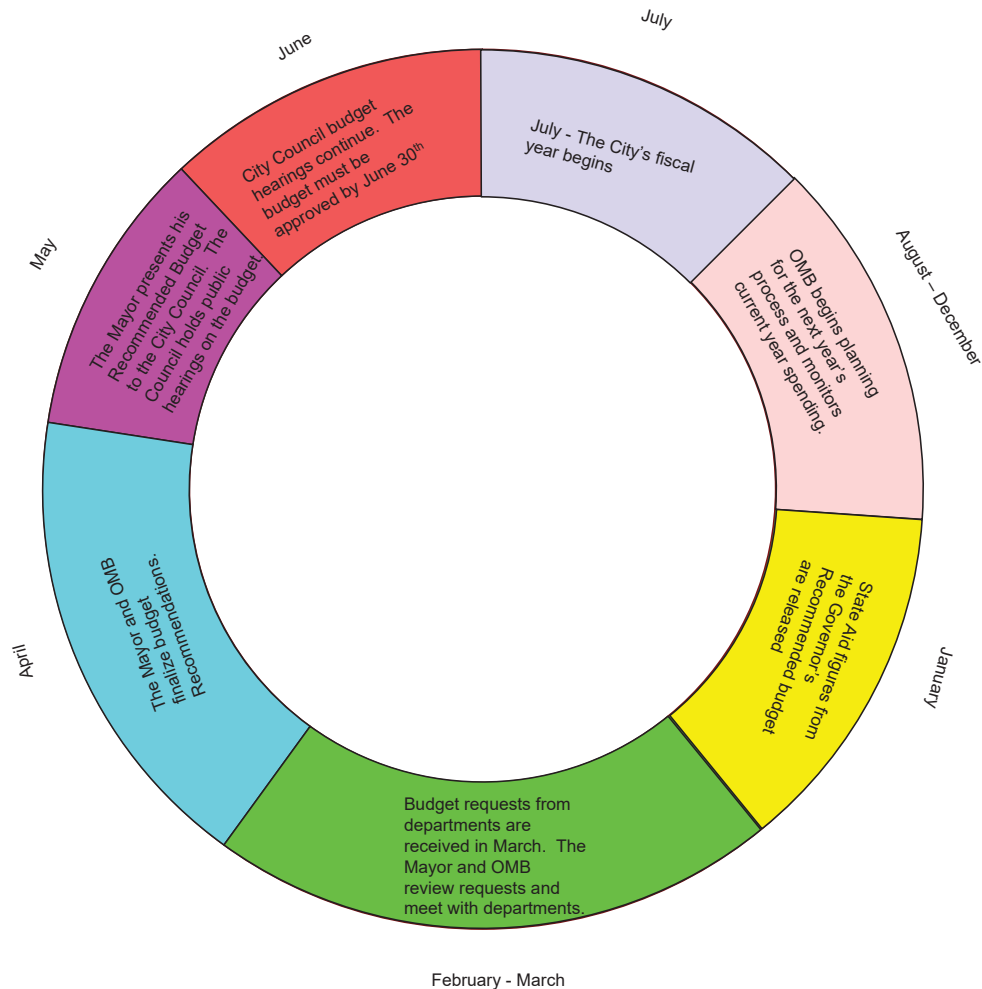 July
July - The City’s fiscal
year begins
August – December
OMB begins planning
for the next year’s
process and monitors
current year spending.
January
State Aid figures from
the Governor’s
Recommended budget
are released
February - March
Budget requests from
departments are
received in March.  The
Mayor and OMB
review requests and
meet with departments.
April
The Mayor and OMB
finalize budget
Recommendations.
May
The Mayor presents his
Recommended Budget
to the City Council.  The
Council holds public
hearings on the budget.
June
City Council budget
hearings continue.  The
budget must be
approved by June 30th